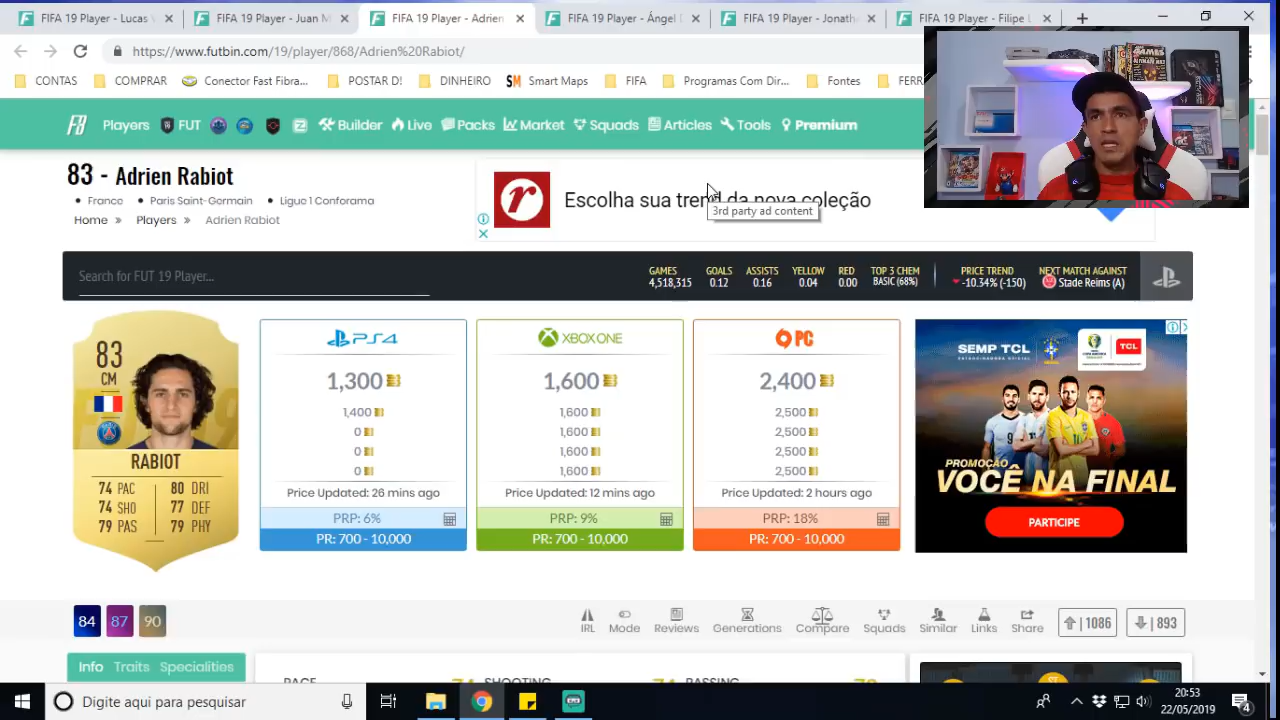 FIFA 19 Player - Lucas
FIFA 19 Player - Juan M
FIFA 19 Player - Adrien
FIFA 19 Player - Ángel D
FIFA 19 Player - Jonath
FIFA 19 Player - Filipe L
https://www.futbin.com/19/player/868/Adrien%20Rabiot/
CONTAS COMPRAR Conector Fast Fibra... POSTAR D! DINHEIRO SM Smart Maps FIFA Programas Com Dir... Fontes FERR
Players FUT Builder Live Packs Market Squads Articles Tools Premium
83 - Adrien Rabiot
France Paris Saint-Germain Ligue 1 Conforama
Home » Players » Adrien Rabiot
Escolha sua trend da nova coleção
3rd party ad content
Search for FUT 19 Player...
GAMES GOALS ASSISTS YELLOW RED TOP 3 CHEM PRICE TREND NEXT MATCH AGAINST
4,518,315 0.12 0.16 0.04 0.00 BASIC (68%) -10.34% (-150) Stade Reims (A)
83
CM
RABIOT
74 PAC 80 DRI
74 SHO 77 DEF
79 PAS 79 PHY
PS4
1,300
1,400
0
0
0
Price Updated: 26 mins ago
PRP: 6%
PR: 700 - 10,000
XBOX ONE
1,600
1,600
1,600
1,600
1,600
Price Updated: 12 mins ago
PRP: 9%
PR: 700 - 10,000
PC
2,400
2,500
2,500
2,500
2,500
Price Updated: 2 hours ago
PRP: 18%
PR: 700 - 10,000
SEMP TCL
TCL
PROMOÇÃO
VOCÊ NA FINAL
PARTICIPE
84 87 90
IRL Mode Reviews Generations Compare Squads Similar Links Share
1086
893
Info Traits Specialities
Digite aqui para pesquisar
20:53
22/05/2019
4